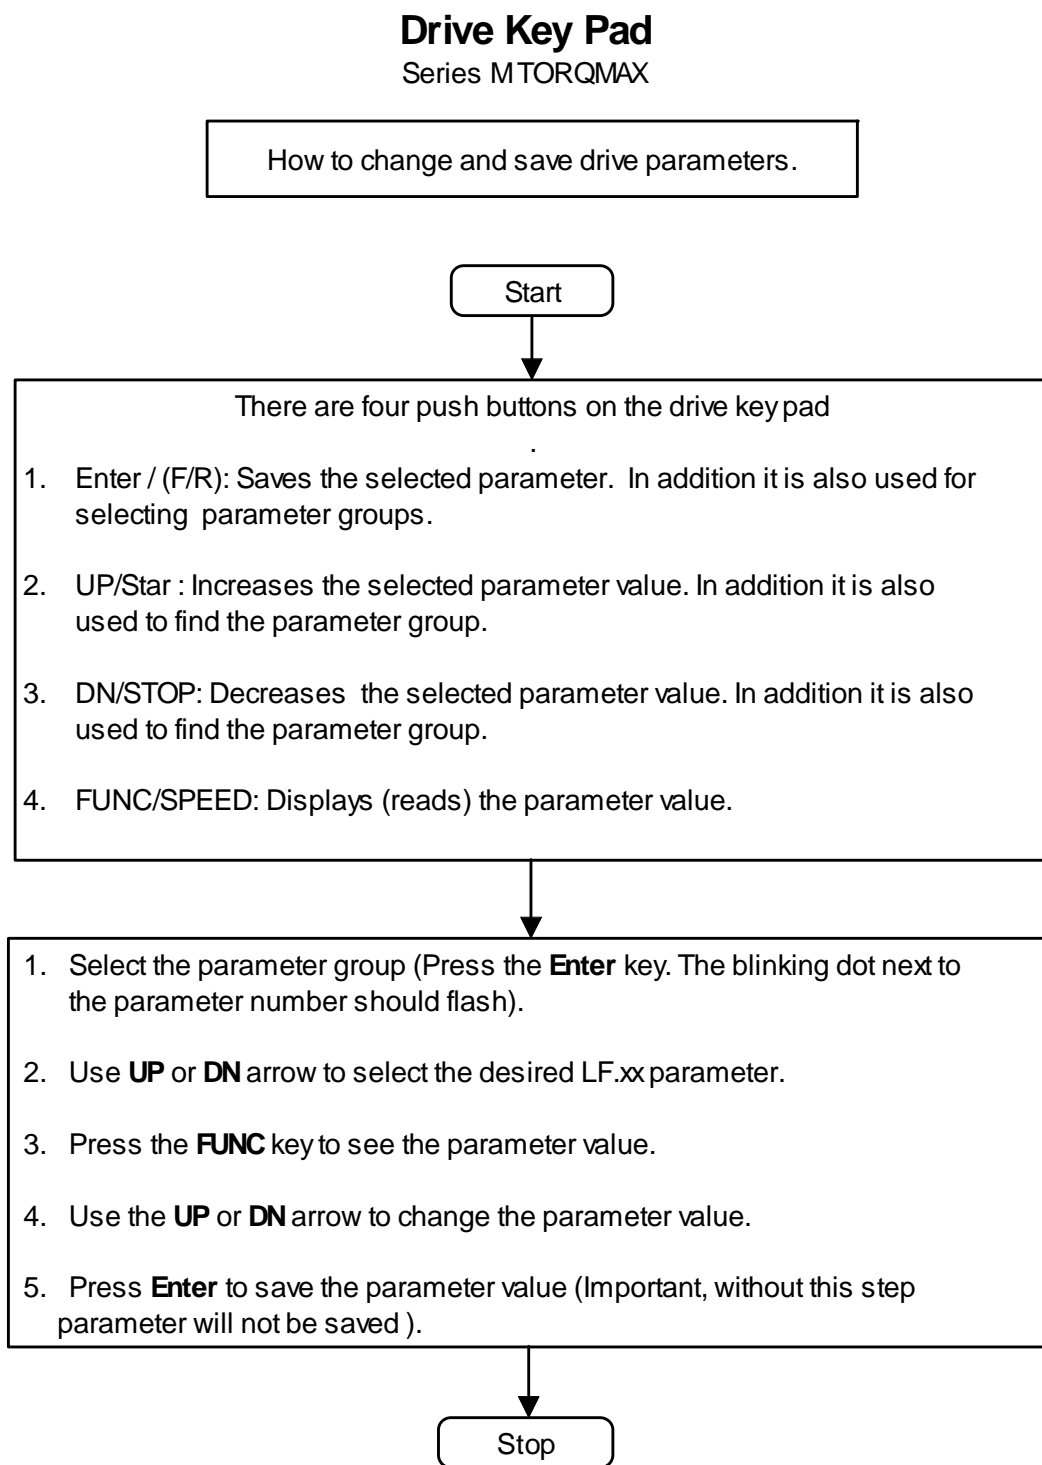 Drive Key Pad
Series MTORQMAX
How to change and save drive parameters.
Start
There are four push buttons on the drive key pad
.
1. Enter / (F/R): Saves the selected parameter. In addition it is also used for
selecting parameter groups.
2. UP/Star : Increases the selected parameter value. In addition it is also
used to find the parameter group.
3. DN/STOP: Decreases the selected parameter value. In addition it is also
used to find the parameter group.
4. FUNC/SPEED: Displays (reads) the parameter value.
1. Select the parameter group (Press the Enter key. The blinking dot next to
the parameter number should flash).
2. Use UP or DN arrow to select the desired LF.xx parameter.
3. Press the FUNC key to see the parameter value.
4. Use the UP or DN arrow to change the parameter value.
5. Press Enter to save the parameter value (Important, without this step
parameter will not be saved ).
Stop